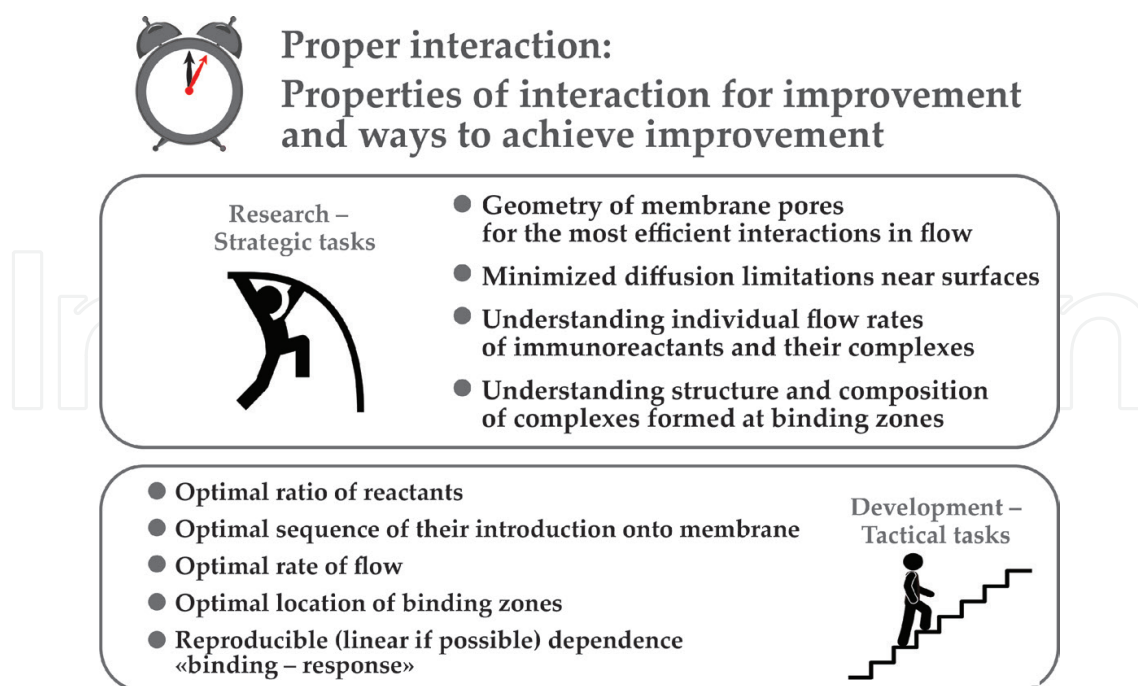 Proper interaction:
Properties of interaction for improvement
and ways to achieve improvement
Research –
Strategic tasks
● Geometry of membrane pores
for the most efficient interactions in flow
● Minimized diffusion limitations near surfaces
● Understanding individual flow rates
of immunoreactants and their complexes
● Understanding structure and composition
of complexes formed at binding zones
● Optimal ratio of reactants
● Optimal sequence of their introduction onto membrane
● Optimal rate of flow
● Optimal location of binding zones
● Reproducible (linear if possible) dependence
«binding – response»
Development –
Tactical tasks